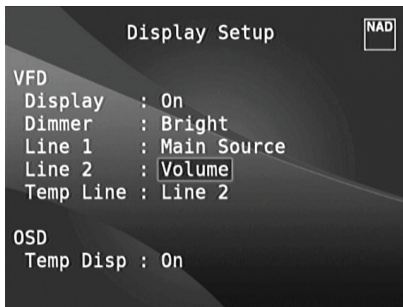 Display Setup
NAD
VFD
Display : On
Dimmer : Bright
Line 1 : Main Source
Line 2 : Volume
Temp Line : Line 2
OSD
Temp Disp : On